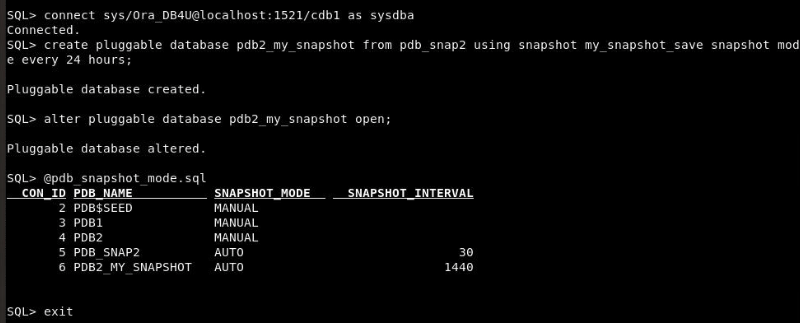 SQL> connect sys/Ora_DB4U@localhost:1521/cdb1 as sysdba
Connected.
SQL> create pluggable database pdb2_my_snapshot from pdb_snap2 using snapshot my_snapshot_save snapshot mod
e every 24 hours;
Pluggable database created.
SQL> alter pluggable database pdb2_my_snapshot open;
Pluggable database altered.
SQL> @pdb_snapshot_mode.sql
CON_ID PDB_NAME SNAPSHOT_MODE SNAPSHOT_INTERVAL
2 PDB$SEED MANUAL
3 PDB1 MANUAL
4 PDB2 MANUAL
5 PDB_SNAP2 AUTO 30
6 PDB2_MY_SNAPSHOT AUTO 1440
SQL> exit